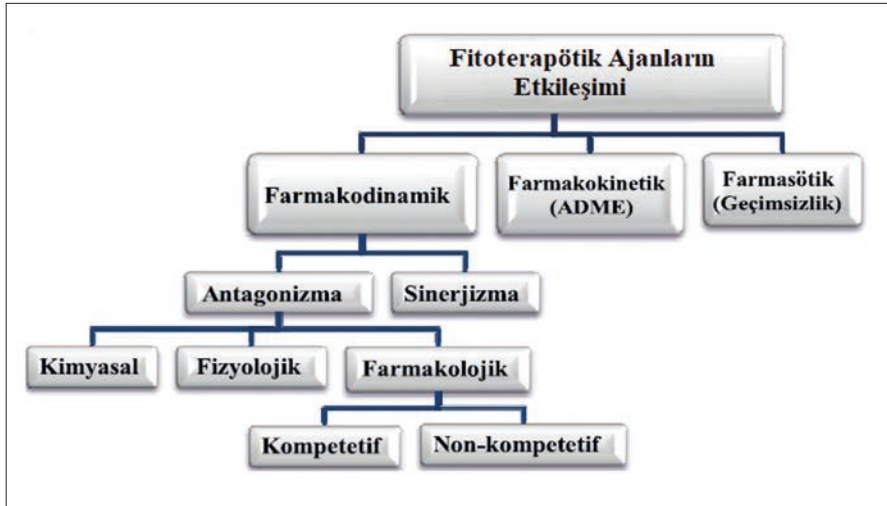 Fitoterapötik Ajanların
Etkileşimi
Farmakodinamik
Farmakokinetik
(ADME)
Farmasötik
(Geçimsizlik)
Antagonizma
Sinerjizma
Kimyasal
Fizyolojik
Farmakolojik
Kompetetif
Non-kompetetif